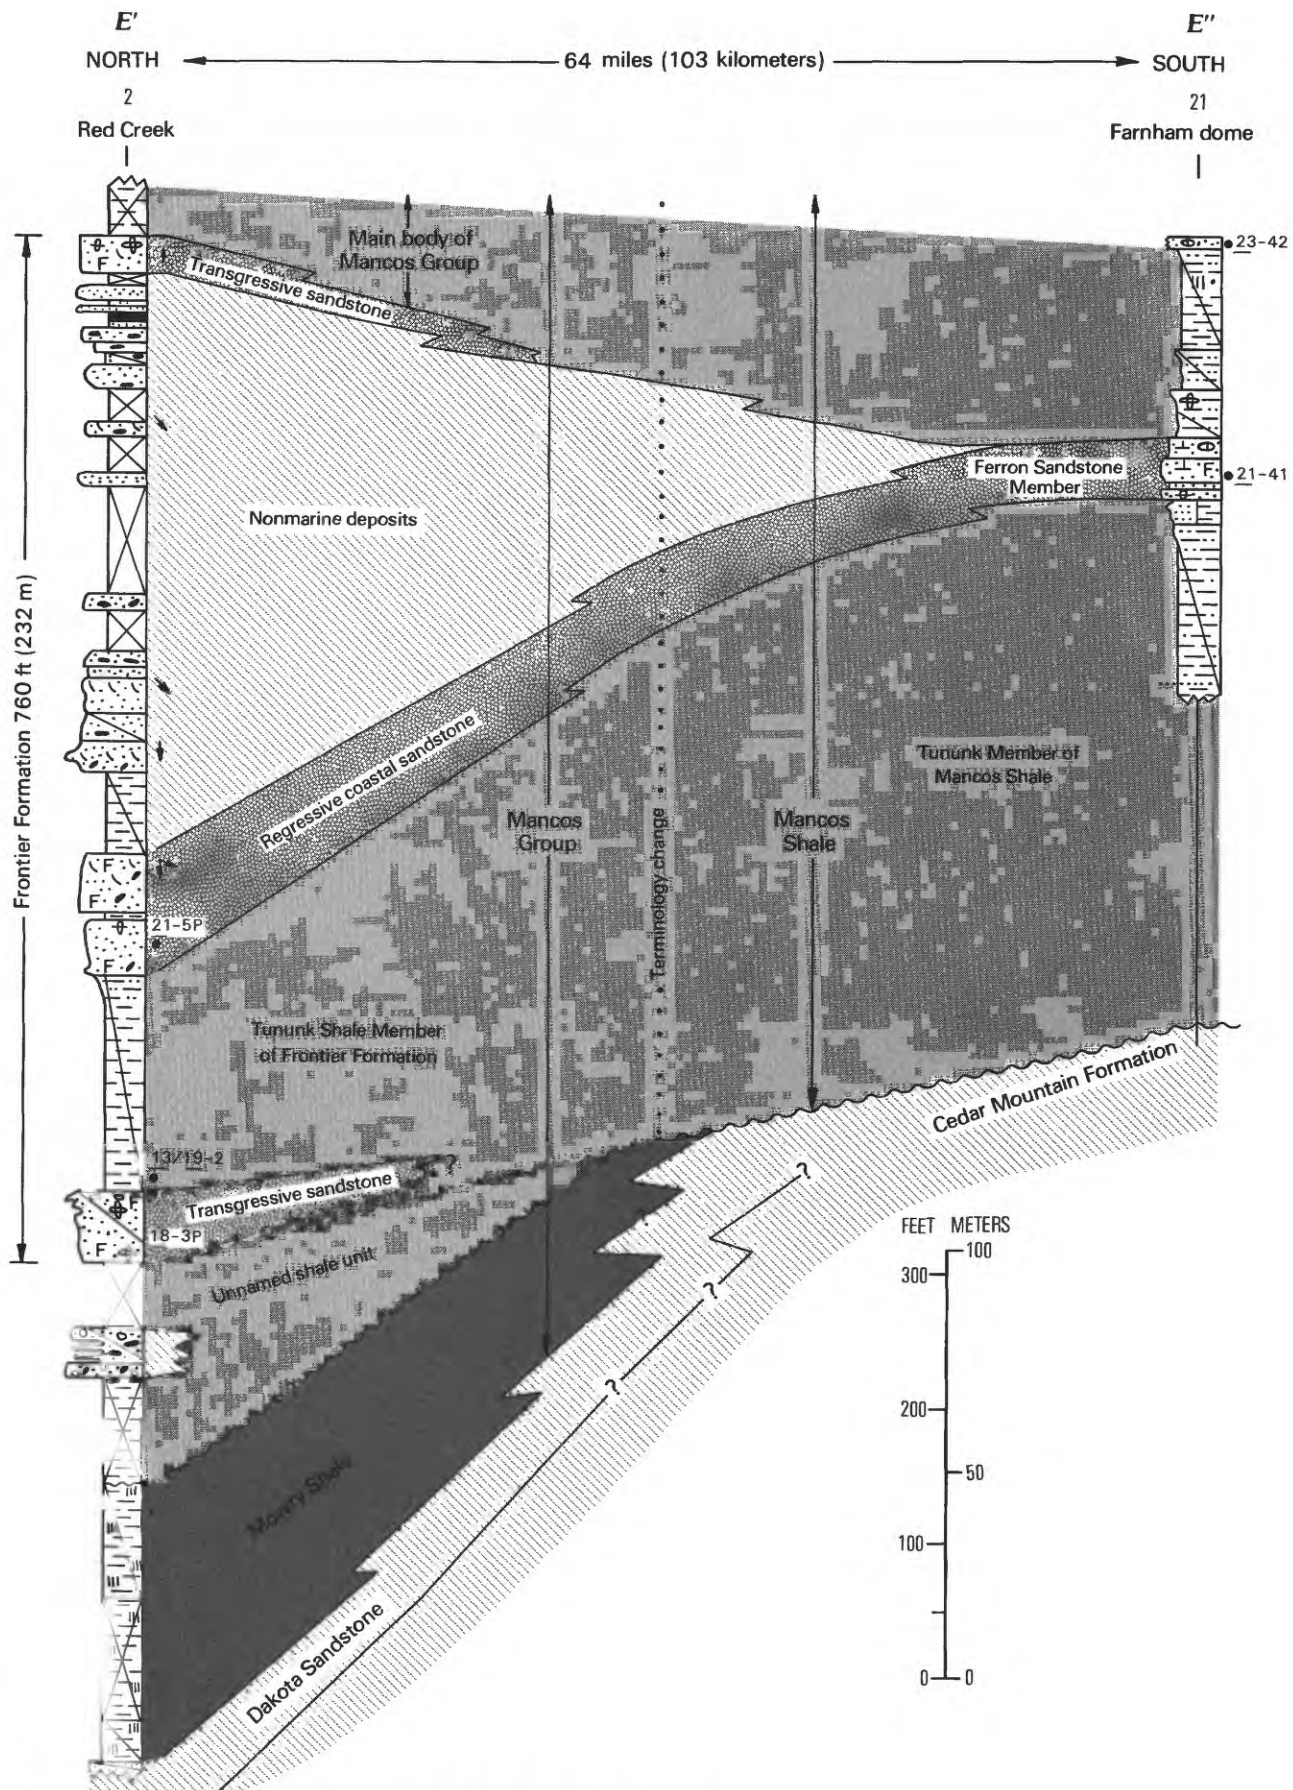 E' E"
NORTH 64 miles (103 kilometers) SOUTH
2 21
Red Creek Farnham dome
Main body of
Mancos Group
23-42
F
Transgressive sandstone
Ferron Sandstone
Member
F
21-41
Nonmarine deposits
Frontier Formation 760 ft (232 m)
Regressive coastal sandstone
Tununk Member of
Mancos Shale
Mancos
Group
Mancos
Shale
Terminology change
F
F
21-5P
F
Tununk Shale Member
of Frontier Formation
Cedar Mountain Formation
13/19-2
?
?
F
Transgressive sandstone
18-3P
F
Unnamed shale unit
?
?
FEET METERS
300 100
200
50
100
0 0
Mowry Shale
Dakota Sandstone